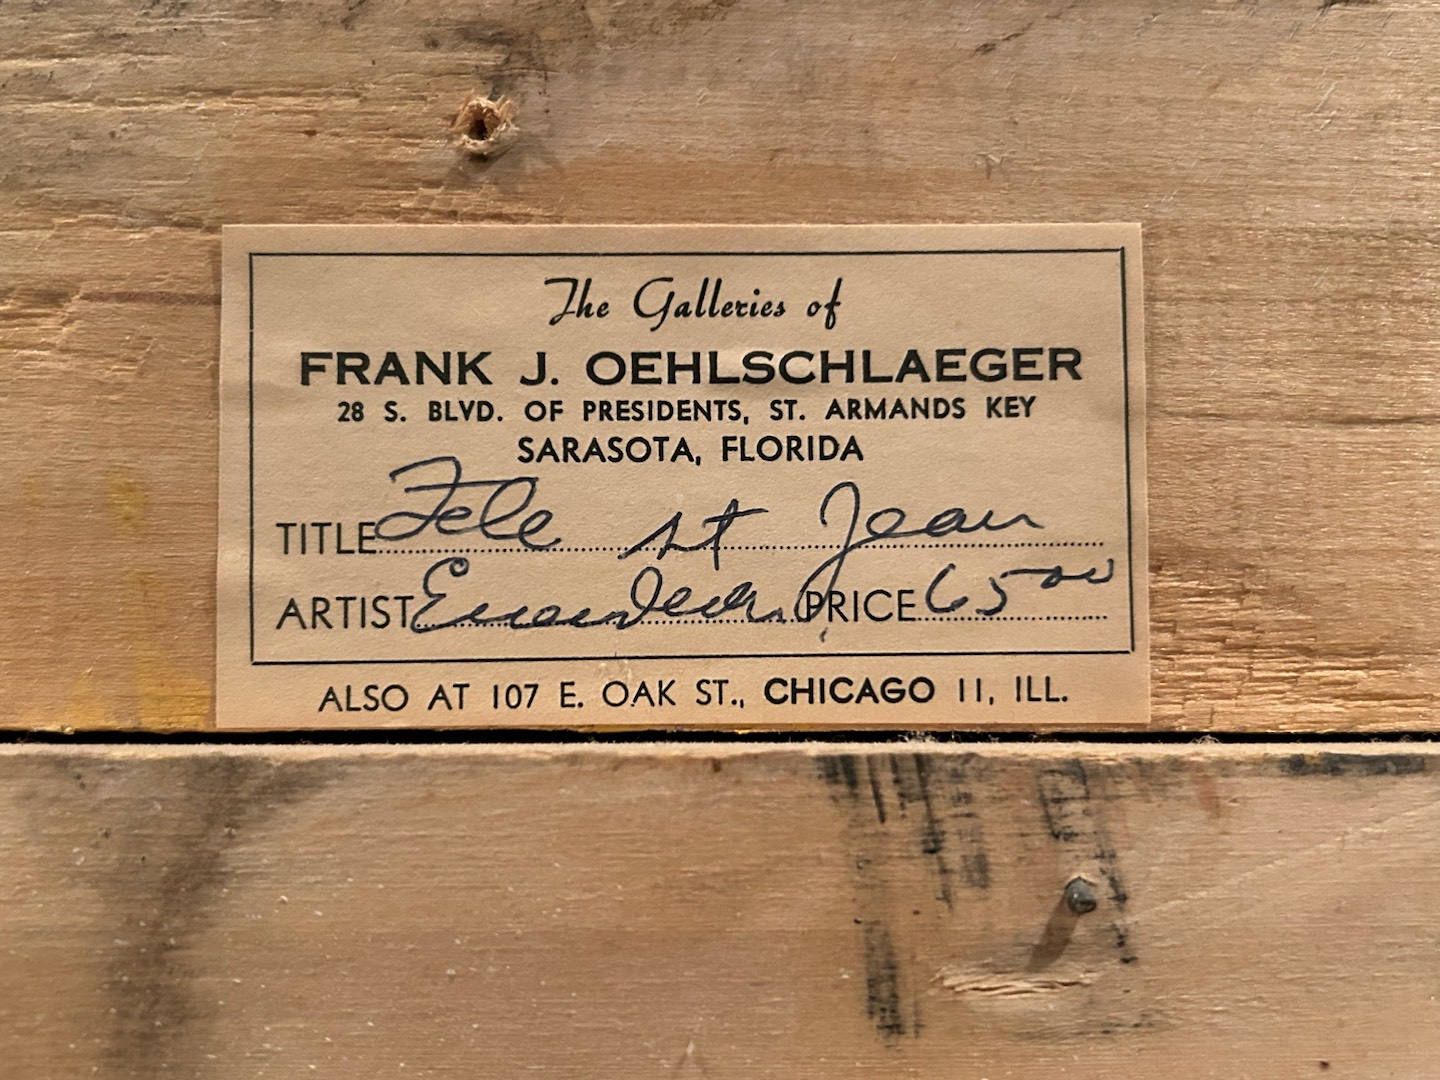 The Galleries of
FRANK J. OEHLSCHLAEGER
28 S. BLVD. OF PRESIDENTS, ST. ARMANDS KEY
SARASOTA, FLORIDA
TITLE Fete st Jean
ARTIST PRICE 65 00
ALSO AT 107 E. OAK ST., CHICAGO 11, ILL.